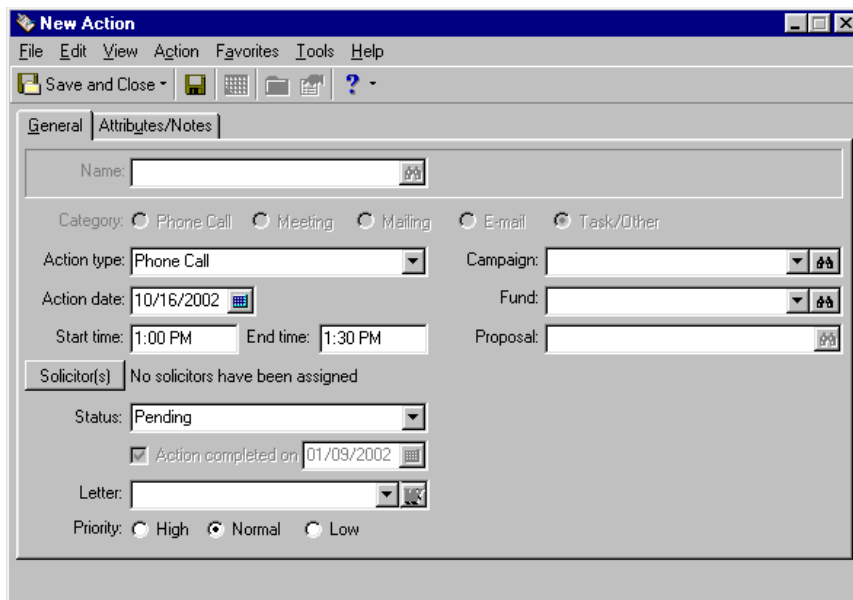 New Action
File Edit View Action Favorites Tools Help
Save and Close ?
General Attributes/Notes
Name:
Category: Phone Call Meeting Mailing E-mail Task/Other
Action type: Phone Call Campaign:
Action date: 10/16/2002 Fund:
Start time: 1:00 PM End time: 1:30 PM Proposal:
Solicitor(s) No solicitors have been assigned
Status: Pending
Action completed on 01/09/2002
Letter:
Priority: High Normal Low